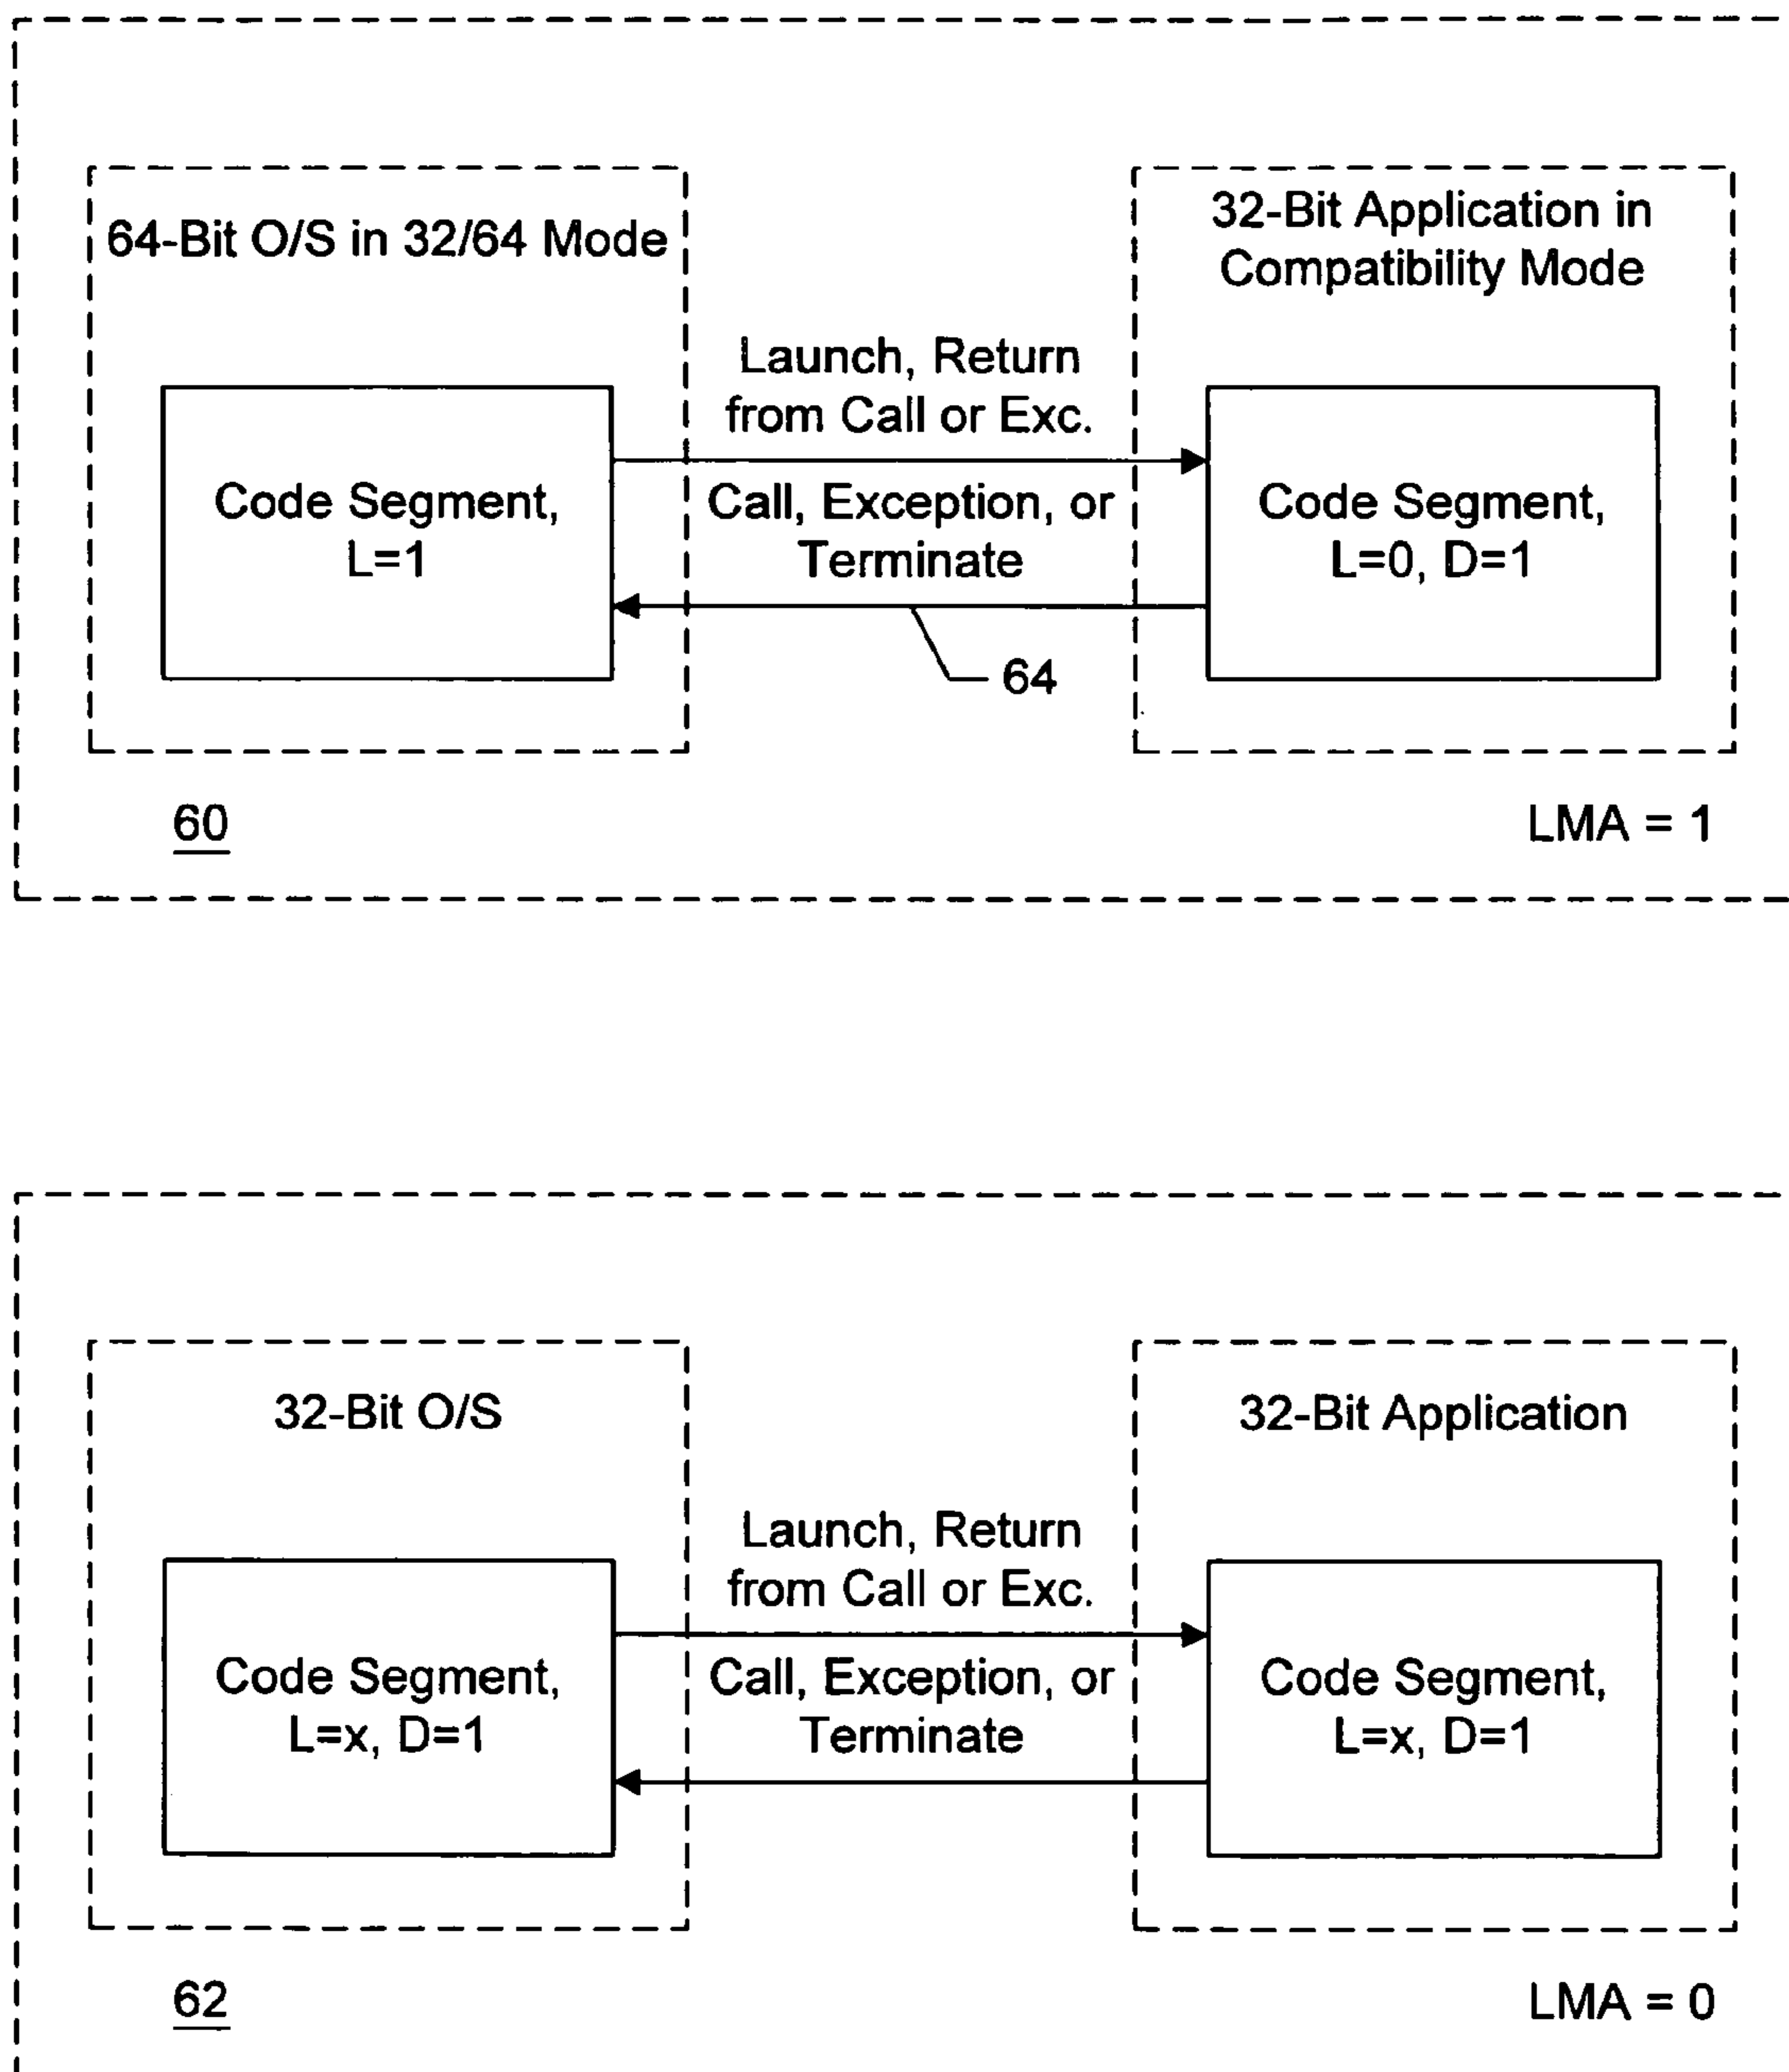 64-Bit O/S in 32/64 Mode
32-Bit Application in
Compatibility Mode
Launch, Return
from Call or Exc.
Code Segment,
L=1
Call, Exception, or
Terminate
Code Segment,
L=0, D=1
64
60
LMA = 1
32-Bit O/S
32-Bit Application
Launch, Return
from Call or Exc.
Code Segment,
L=x, D=1
Call, Exception, or
Terminate
Code Segment,
L=x, D=1
62
LMA = 0